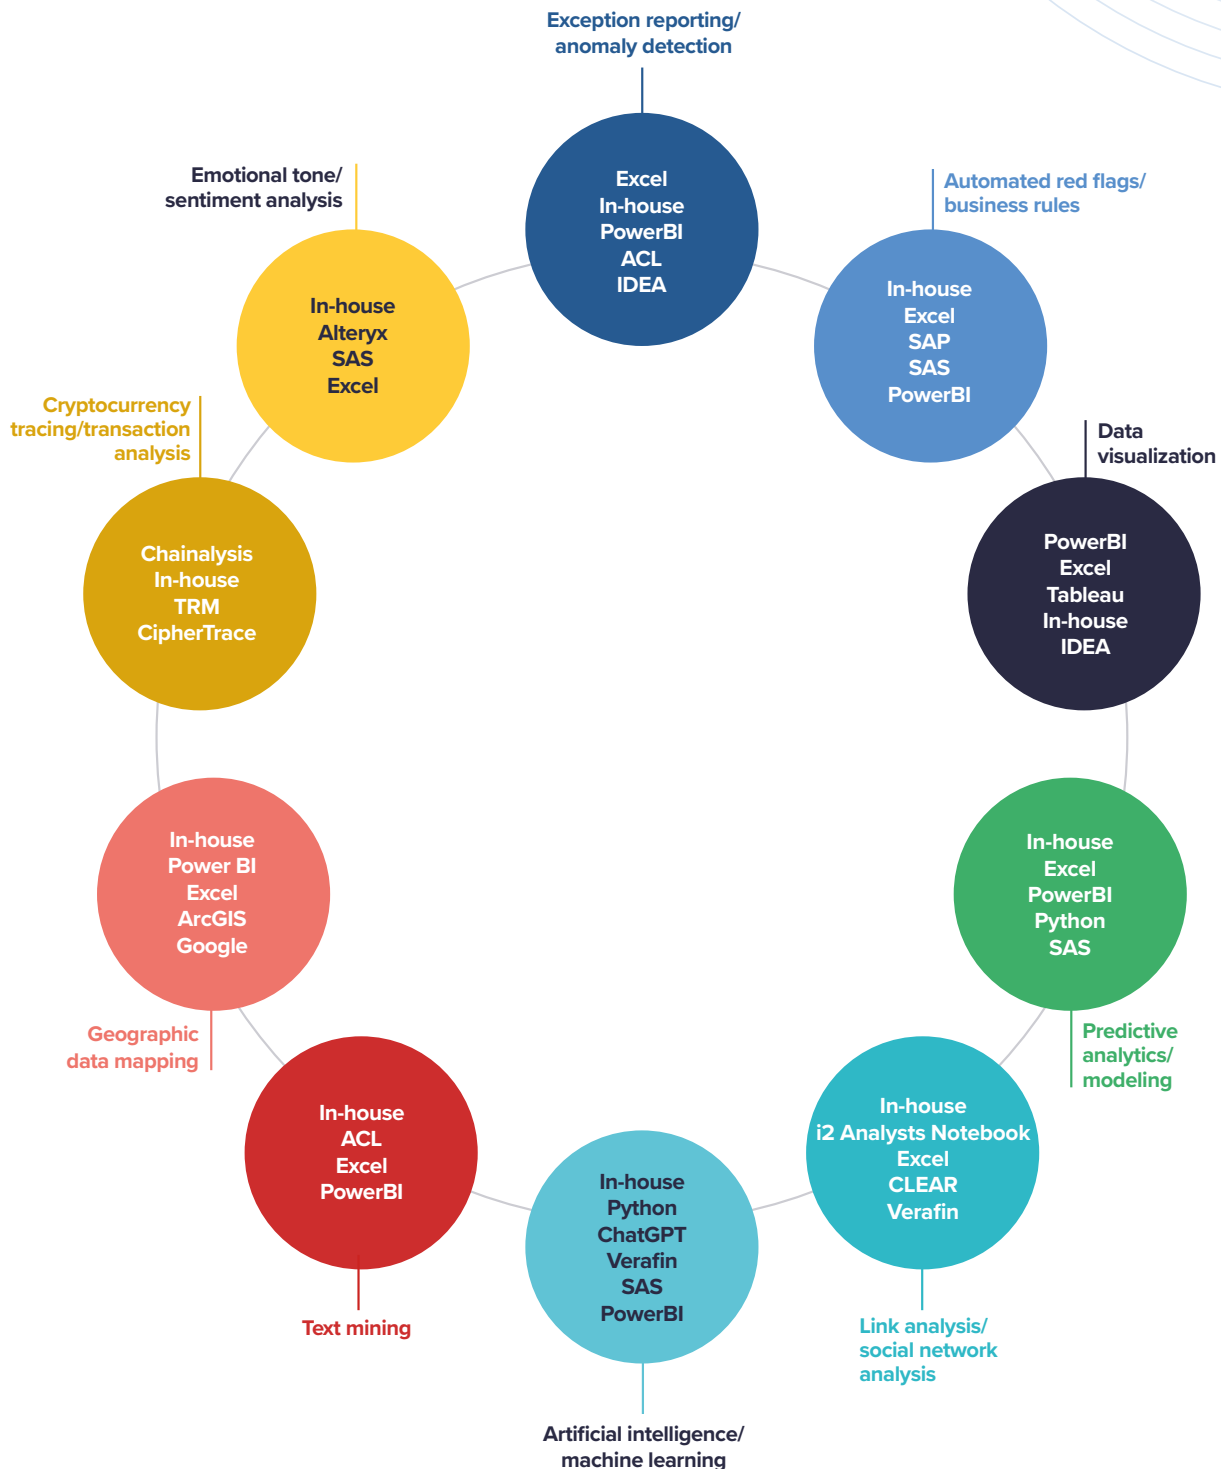 Exception reporting/
anomaly detection
Excel
In-house
PowerBI
ACL
IDEA
Automated red flags/
business rules
In-house
Excel
SAP
SAS
PowerBI
Data
visualization
PowerBI
Excel
Tableau
In-house
IDEA
In-house
Excel
PowerBI
Python
SAS
Predictive
analytics/
modeling
In-house
i2 Analysts Notebook
Excel
CLEAR
Verafin
Link analysis/
social network
analysis
In-house
Python
ChatGPT
Verafin
SAS
PowerBI
Artificial intelligence/
machine learning
In-house
ACL
Excel
PowerBI
Text mining
In-house
Power BI
Excel
ArcGIS
Google
Geographic
data mapping
Cryptocurrency
tracing/transaction
analysis
Chainalysis
In-house
TRM
CipherTrace
Emotional tone/
sentiment analysis
In-house
Alteryx
SAS
Excel